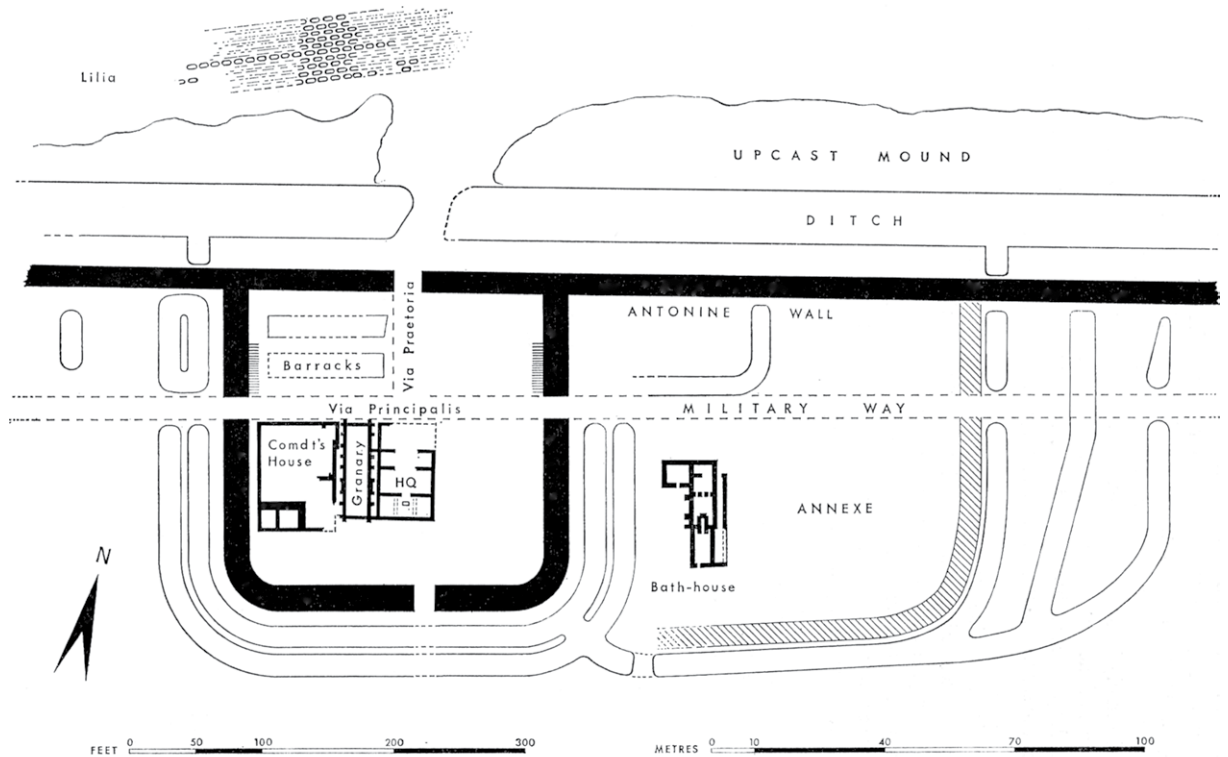 Lilia
UPCAST MOUND
DITCH
ANTONINE WALL
Via Praetoria
Barracks
Via Principalis
MILITARY WAY
Comdt's
House
Granary
HQ
ANNEXE
Bath-house
N
FEET 0 50 100 200 300
METRES 0 10 40 70 100